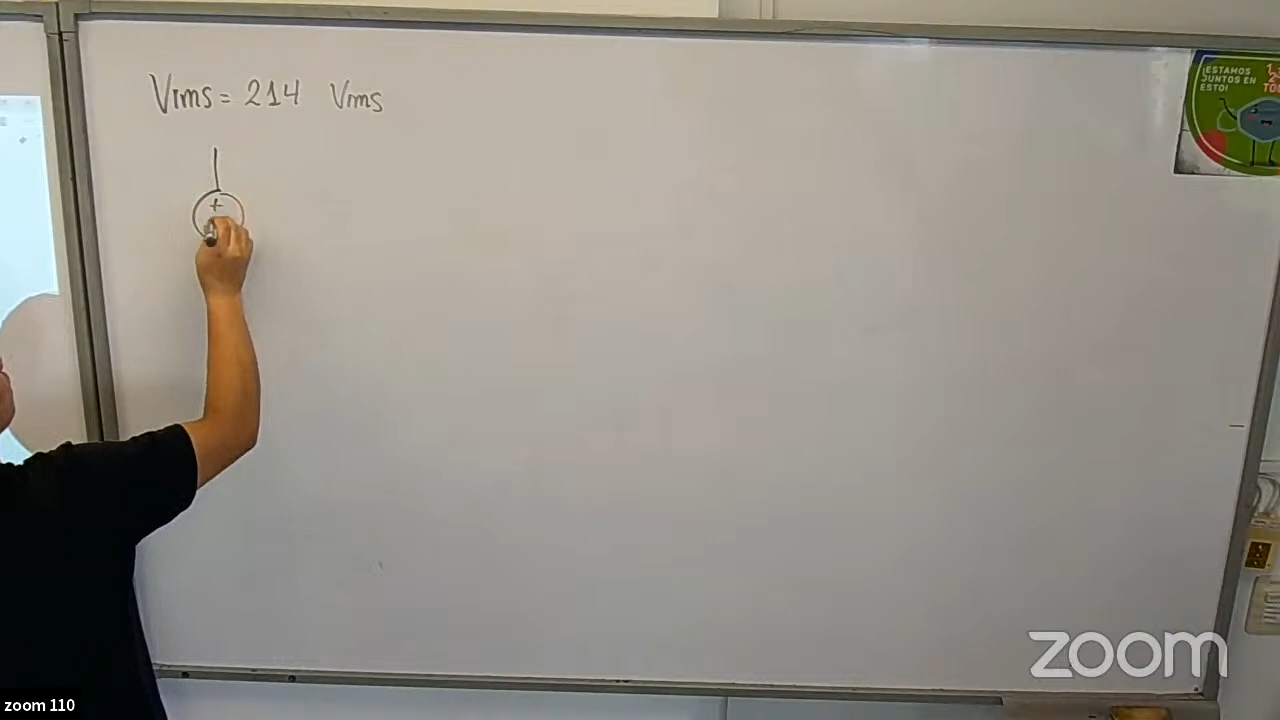 Vrms = 214 Vrms
+
¡ESTAMOS
JUNTOS EN
ESTO!
zoom
zoom 110